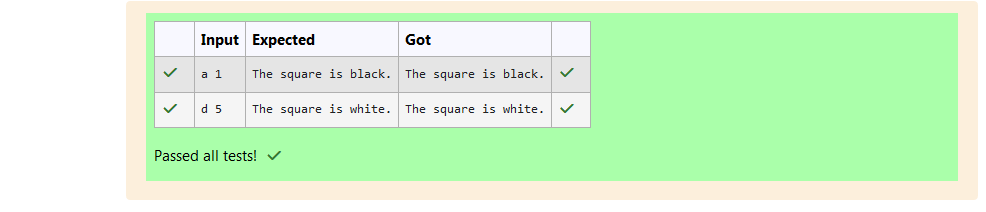 Input Expected Got
a 1 The square is black. The square is black.
d 5 The square is white. The square is white.
Passed all tests!